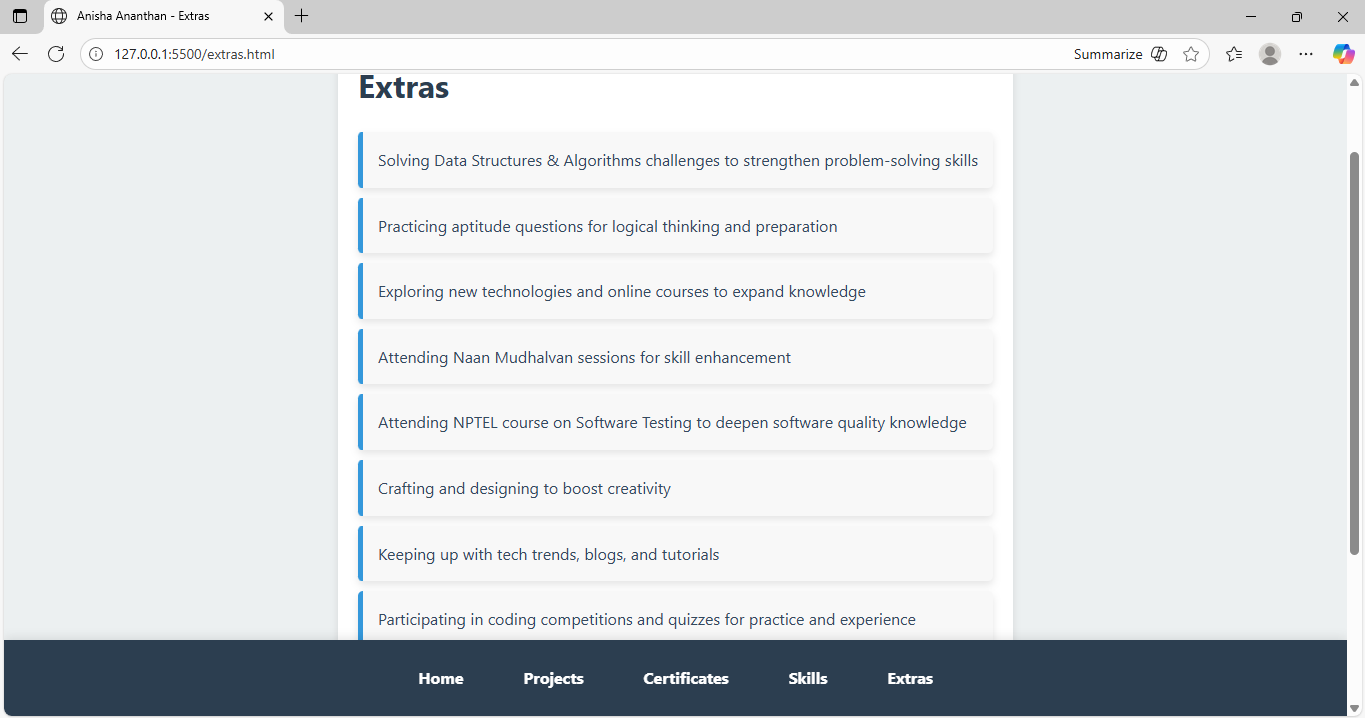 Anisha Ananthan - Extras
127.0.0.1:5500/extras.html
Summarize
Extras
Solving Data Structures & Algorithms challenges to strengthen problem-solving skills
Practicing aptitude questions for logical thinking and preparation
Exploring new technologies and online courses to expand knowledge
Attending Naan Mudhalvan sessions for skill enhancement
Attending NPTEL course on Software Testing to deepen software quality knowledge
Crafting and designing to boost creativity
Keeping up with tech trends, blogs, and tutorials
Participating in coding competitions and quizzes for practice and experience
Home Projects Certificates Skills Extras